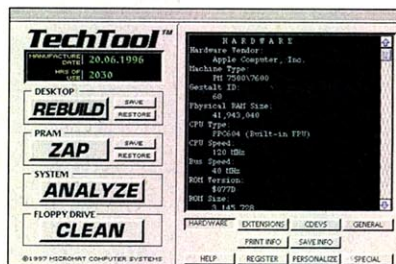 TechTool™
MANUFACTURE DATE 20.06.1996
HRS OF USE 2030
DESKTOP
REBUILD
SAVE
RESTORE
PRAM
ZAP
SAVE
RESTORE
SYSTEM
ANALYZE
FLOPPY DRIVE
CLEAN
©1997 MICROMAT COMPUTER SYSTEMS
HARDWARE
Hardware Vendor:
Apple Computer, Inc.
Machine Type:
PM 7500\7600
Gestalt ID:
60
Physical RAM Size:
41,943,040
CPU Type:
PPC604 (Built-in FPU)
CPU Speed:
120 MHz
Bus Speed:
40 MHz
ROM Version:
$077D
ROM Size:
3,145,728
HARDWARE EXTENSIONS CDEVS GENERAL
PRINT INFO SAVE INFO
HELP REGISTER PERSONALIZE SPECIAL